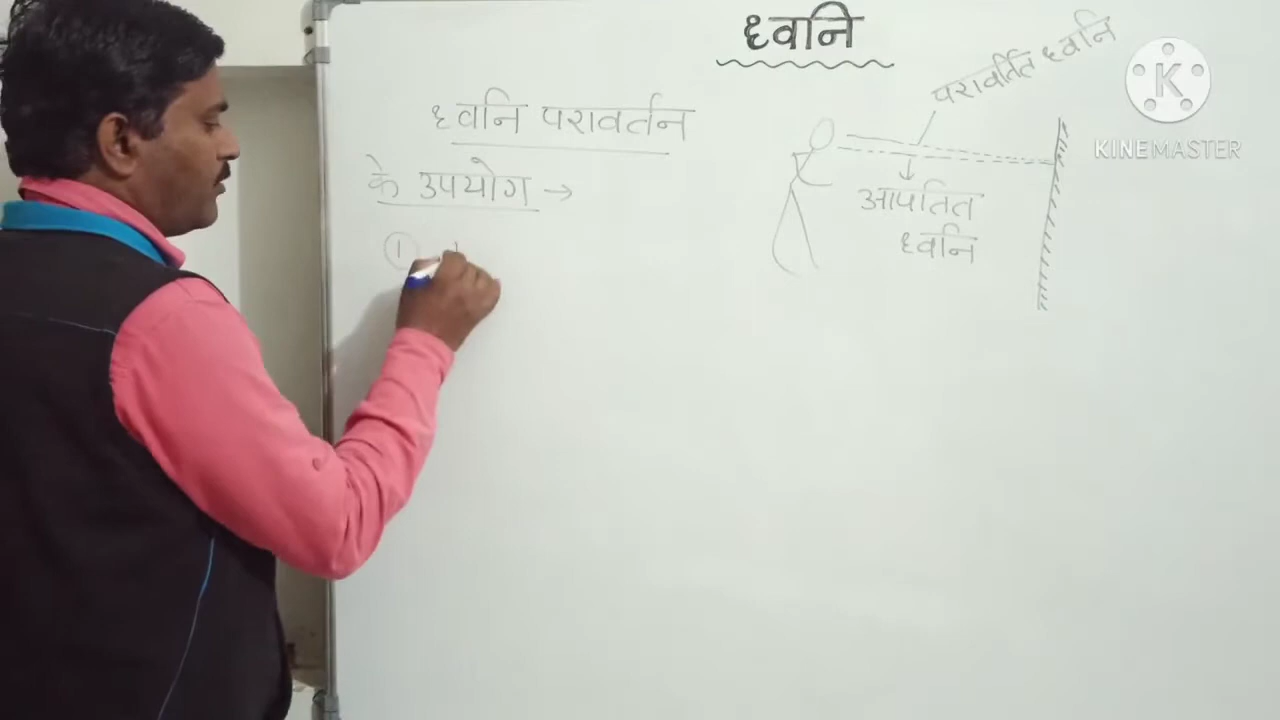 ध्वनि
ध्वनि परावर्तन
के उपयोग →
①
परावर्तित ध्वनि
आपतित
ध्वनि
K
KINEMASTER